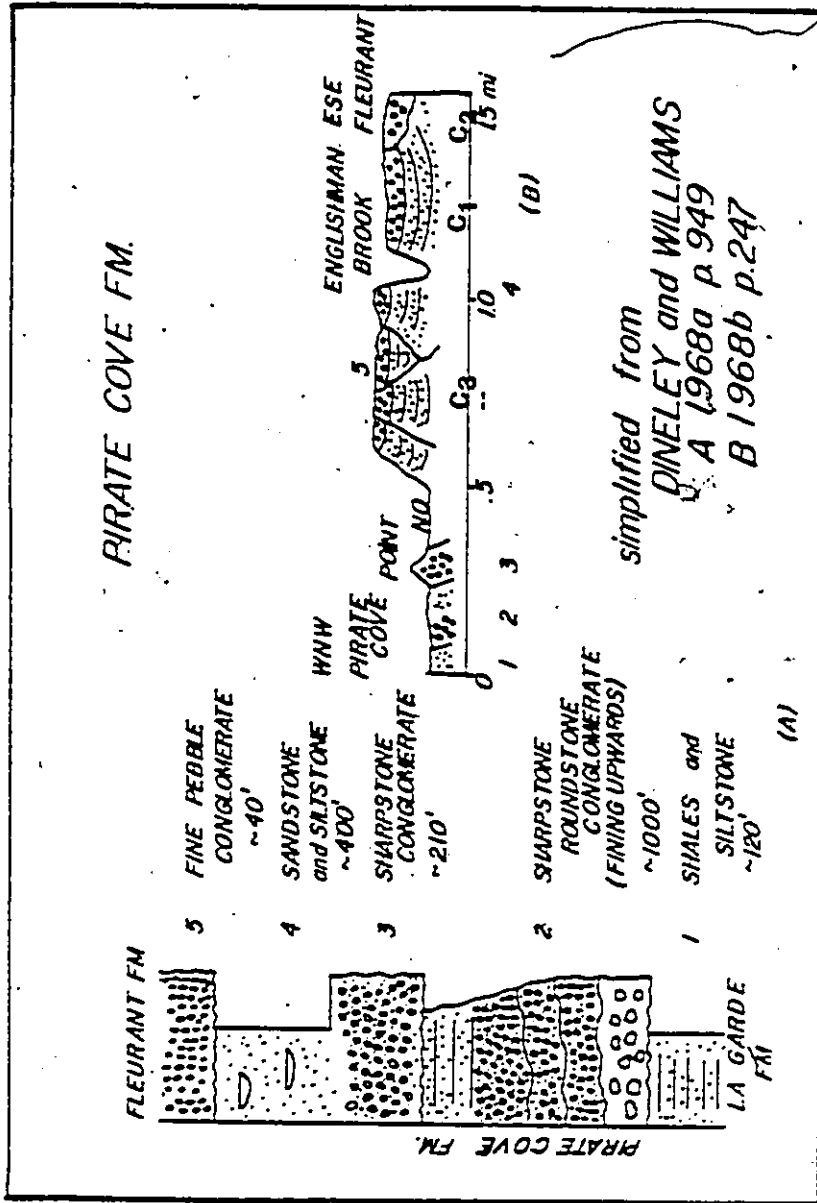 PIRATE COVE FM.
FLEURANT FM
5 FINE PEBBLE
CONGLOMERATE
~40'
4 SANDSTONE
and SILTSTONE
~400'
3 SHARPSTONE
CONGLOMERATE
~210'
2 SHARPSTONE
ROUNDSTONE
CONGLOMERATE
(FINING UPWARDS)
~1000'
1 SHALES and
SILTSTONE
~120'
LA GARDE
FM
PIRATE COVE FM.
(A)
WNW
PIRATE
COVE
POINT
NO
ENGLISHMAN
BROOK
ESE
FLEURANT
5
C3
C1
C2
0
.5
1.0
1.5 mi
1 2 3
4
(B)
simplified from
DINELEY and WILLIAMS
A 1968a p. 949
B 1968b p. 247